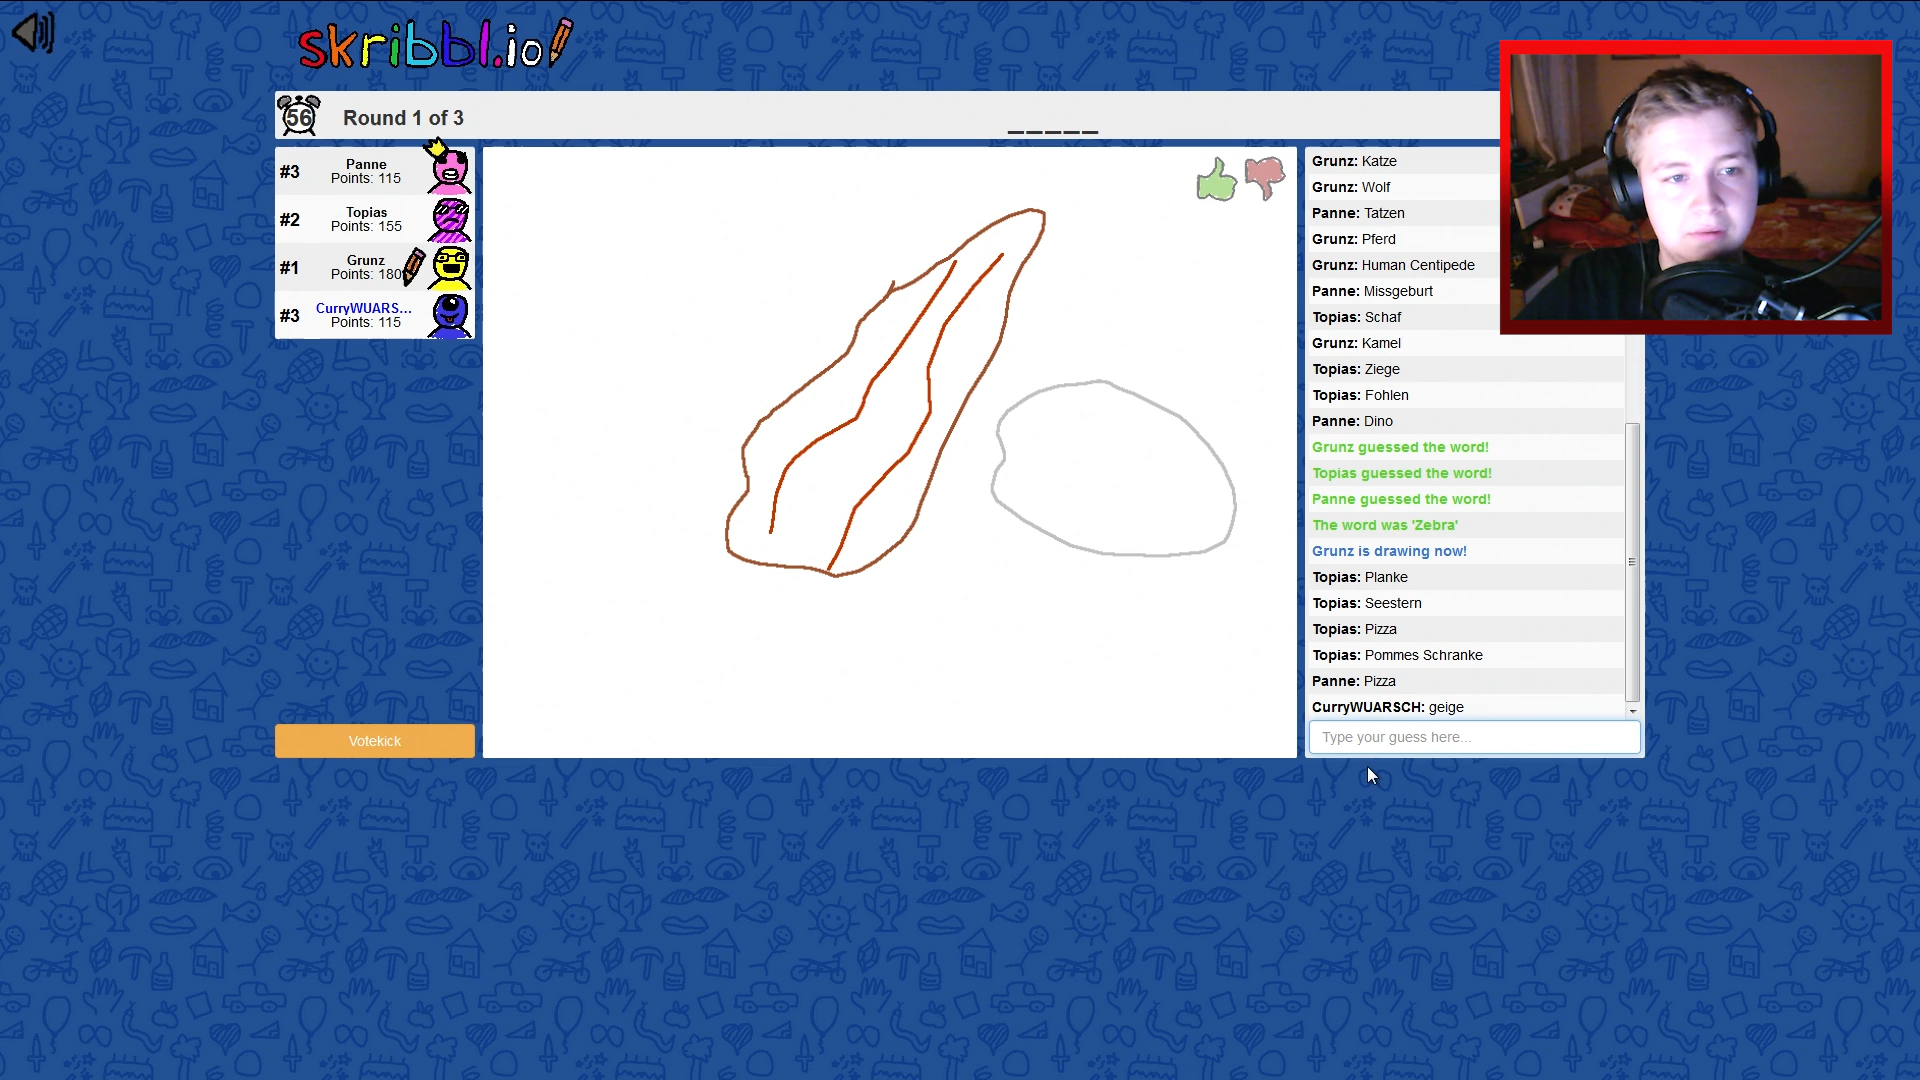 skribbl.io
56
Round 1 of 3
_____
#3
Panne
Points: 115
#2
Topias
Points: 155
#1
Grunz
Points: 180
#3
CurryWUARS...
Points: 115
Votekick
Grunz: Katze
Grunz: Wolf
Panne: Tatzen
Grunz: Pferd
Grunz: Human Centipede
Panne: Missgeburt
Topias: Schaf
Grunz: Kamel
Topias: Ziege
Topias: Fohlen
Panne: Dino
Grunz guessed the word!
Topias guessed the word!
Panne guessed the word!
The word was 'Zebra'
Grunz is drawing now!
Topias: Planke
Topias: Seestern
Topias: Pizza
Topias: Pommes Schranke
Panne: Pizza
CurryWUARSCH: geige
Type your guess here...